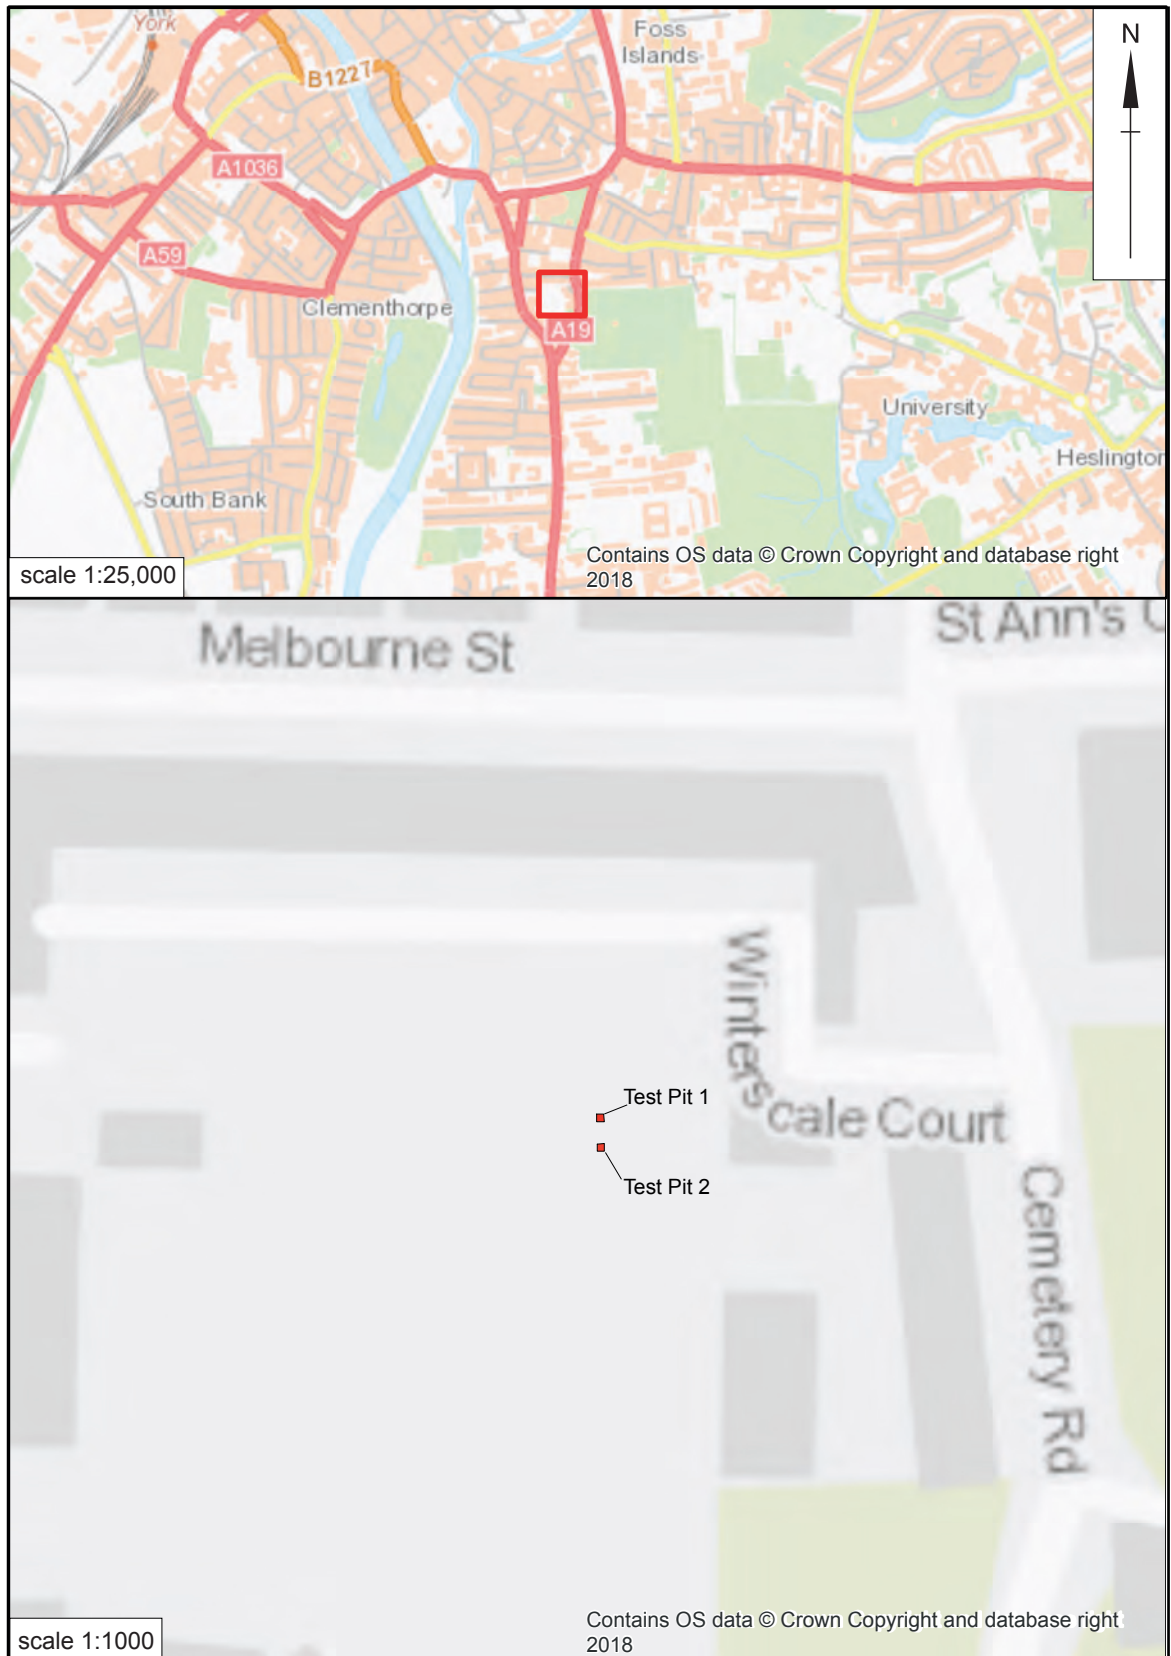 York
Foss
Islands
N
B1227
A1036
A59
Clementhorpe
A19
University
Heslington
South Bank
Contains OS data © Crown Copyright and database right
2018
scale 1:25,000
Melbourne St
St Ann's
Winterscale Court
Test Pit 1
Test Pit 2
Cemetery Rd
Contains OS data © Crown Copyright and database right
2018
scale 1:1000